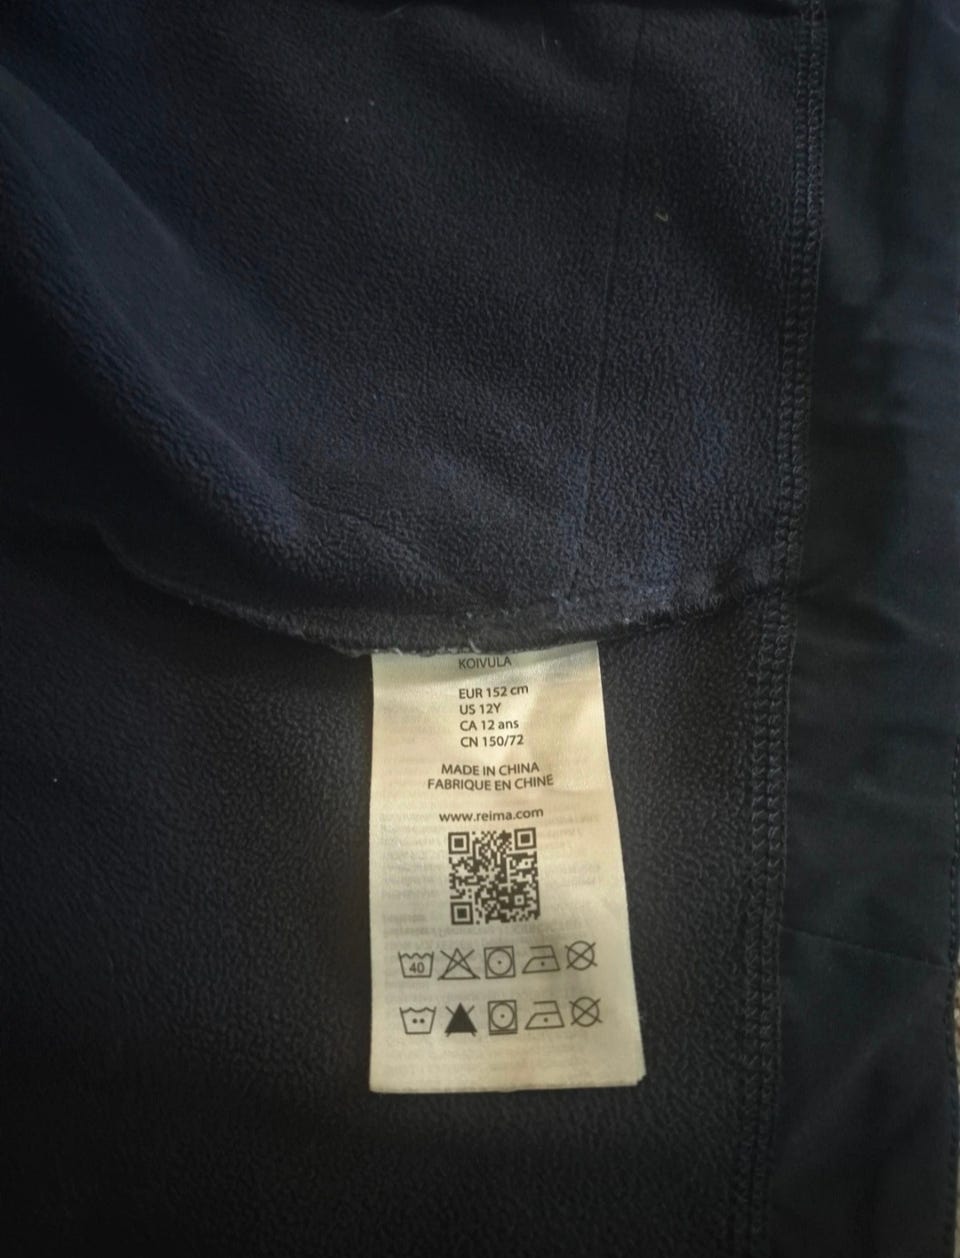 KOIVULA
EUR 152 cm
US 12Y
CA 12 ans
CN 150/72
MADE IN CHINA
FABRIQUE EN CHINE
www.reima.com
40